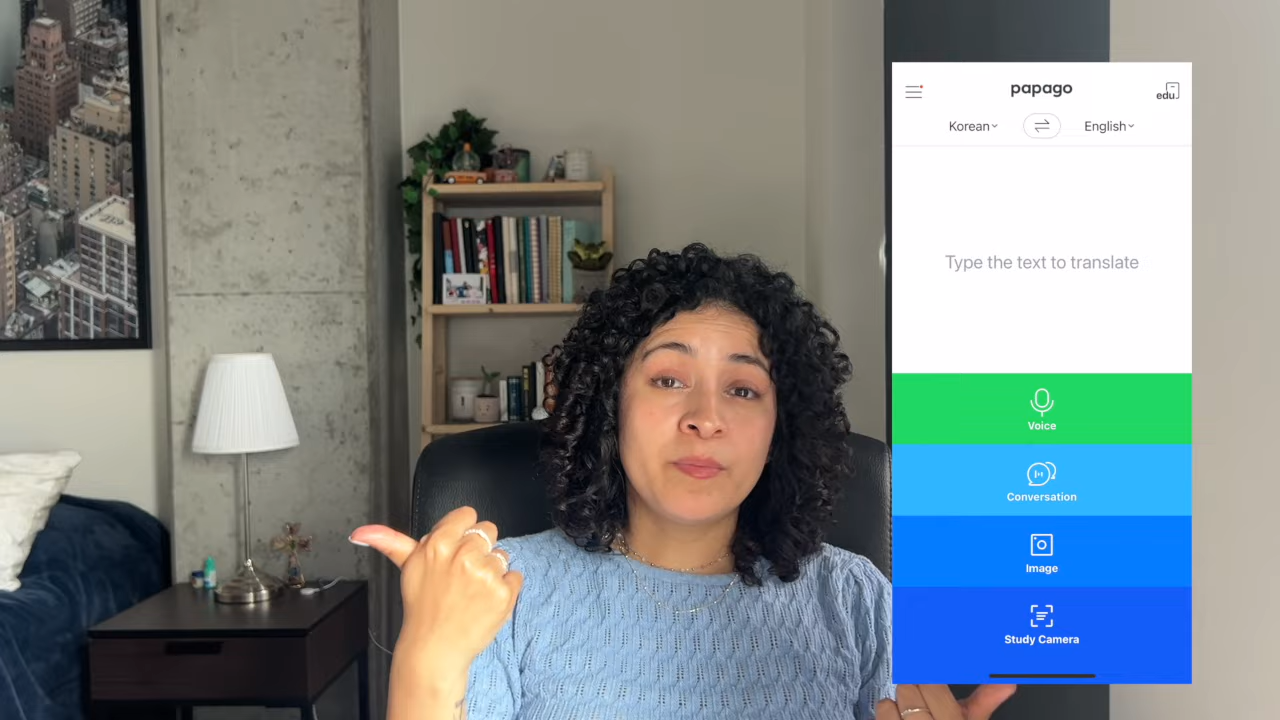 papago
edu
Korean
English
Type the text to translate
Voice
Conversation
Image
Study Camera